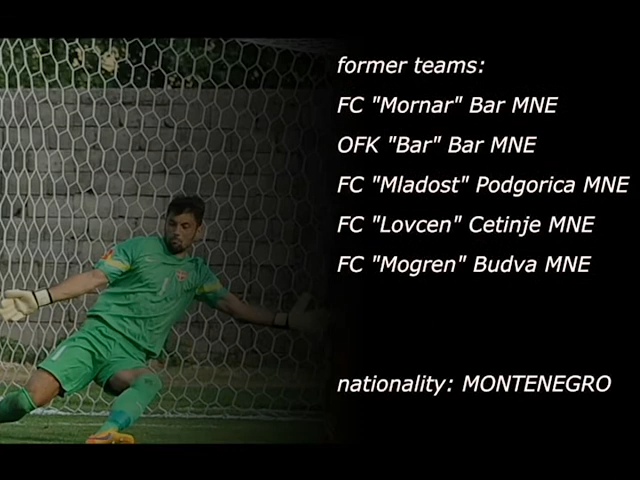 former teams:
FC "Mornar" Bar MNE
OFK "Bar" Bar MNE
FC "Mladost" Podgorica MNE
FC "Lovcen" Cetinje MNE
FC "Mogren" Budva MNE
nationality: MONTENEGRO